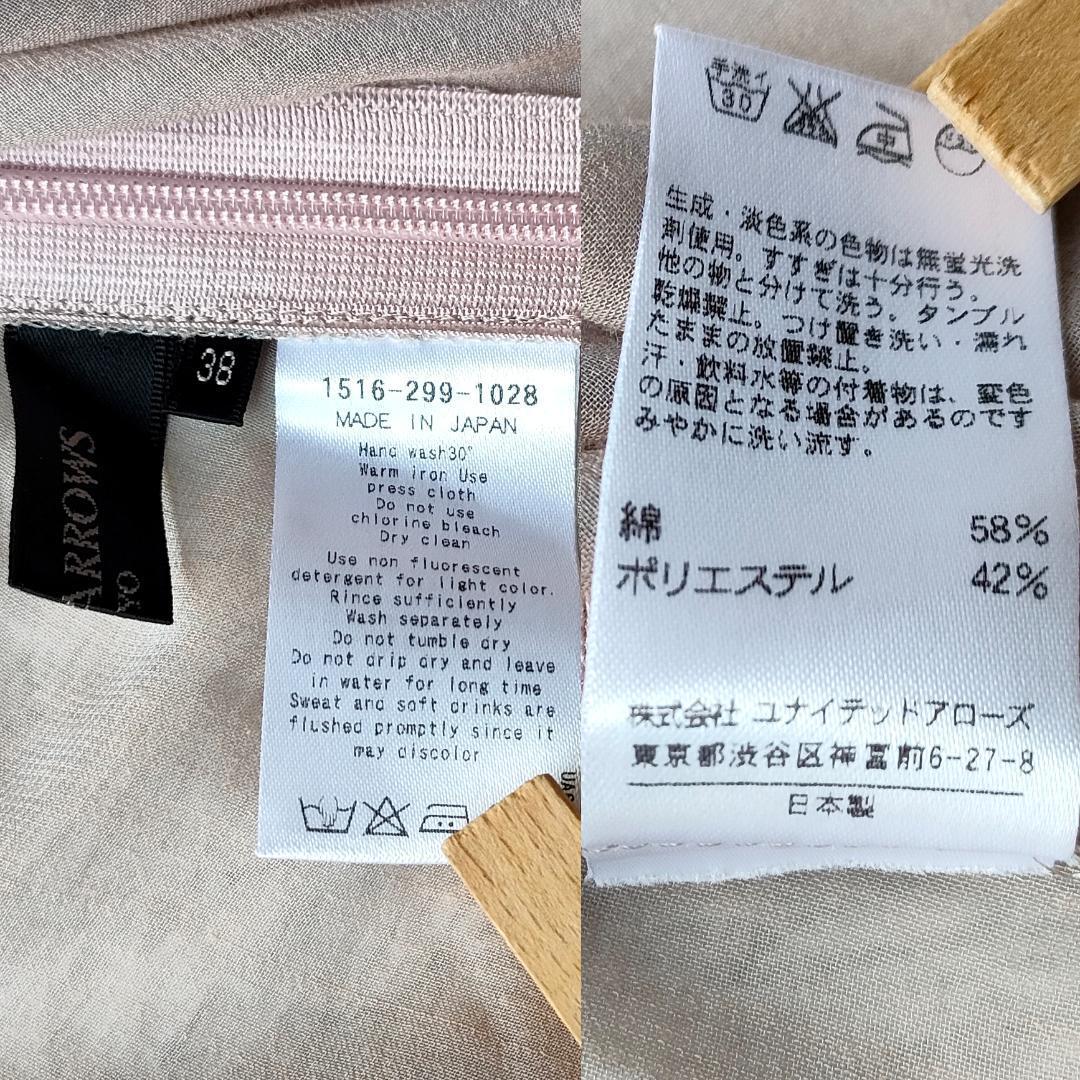 ARROWS
38
1516-299-1028
MADE IN JAPAN
Hand wash30°
Warm iron Use
press cloth
Do not use
chlorine bleach
Dry clean
Use non fluorescent
detergent for light color.
Rince sufficiently
Wash separately
Do not tumble dry
Do not drip dry and leave
in water for long time
Sweat and soft drinks are
flushed promptly since it
may discolor
手洗イ
30
生成・淡色系の色物は無蛍光洗
剤使用。すすぎは十分行う。
他の物と分けて洗う。タンブル
乾燥禁止。つけ置き洗い・濡れ
たままの放置禁止。
汗・飲料水等の付着物は、変色
の原因となる場合があるのです
みやかに洗い流す。
綿 58%
ポリエステル 42%
株式会社 ユナイテッドアローズ
東京都渋谷区神宮前6-27-8
日本製